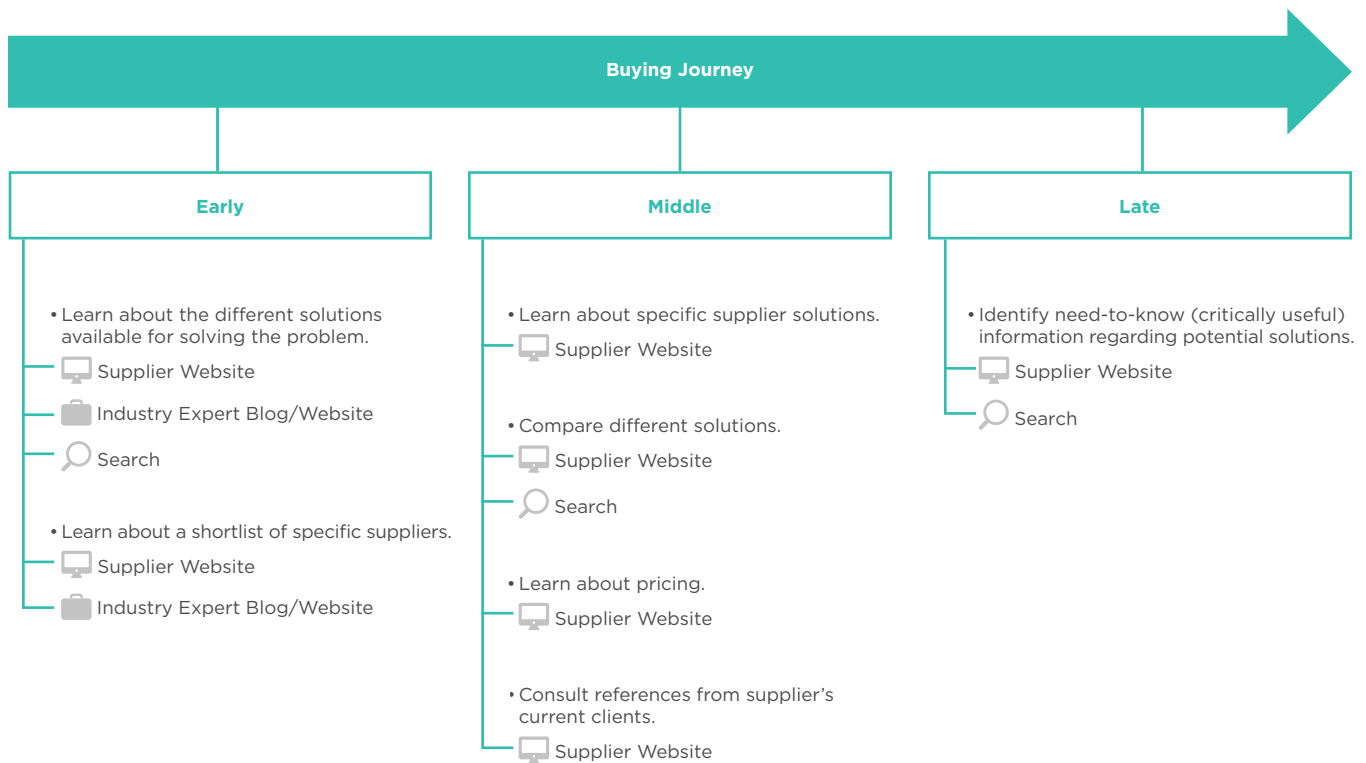 Buying Journey
Early
• Learn about the different solutions
available for solving the problem.
Supplier Website
Industry Expert Blog/Website
Search
• Learn about a shortlist of specific suppliers.
Supplier Website
Industry Expert Blog/Website
Middle
• Learn about specific supplier solutions.
Supplier Website
• Compare different solutions.
Supplier Website
Search
• Learn about pricing.
Supplier Website
• Consult references from supplier’s
current clients.
Supplier Website
Late
• Identify need-to-know (critically useful)
information regarding potential solutions.
Supplier Website
Search